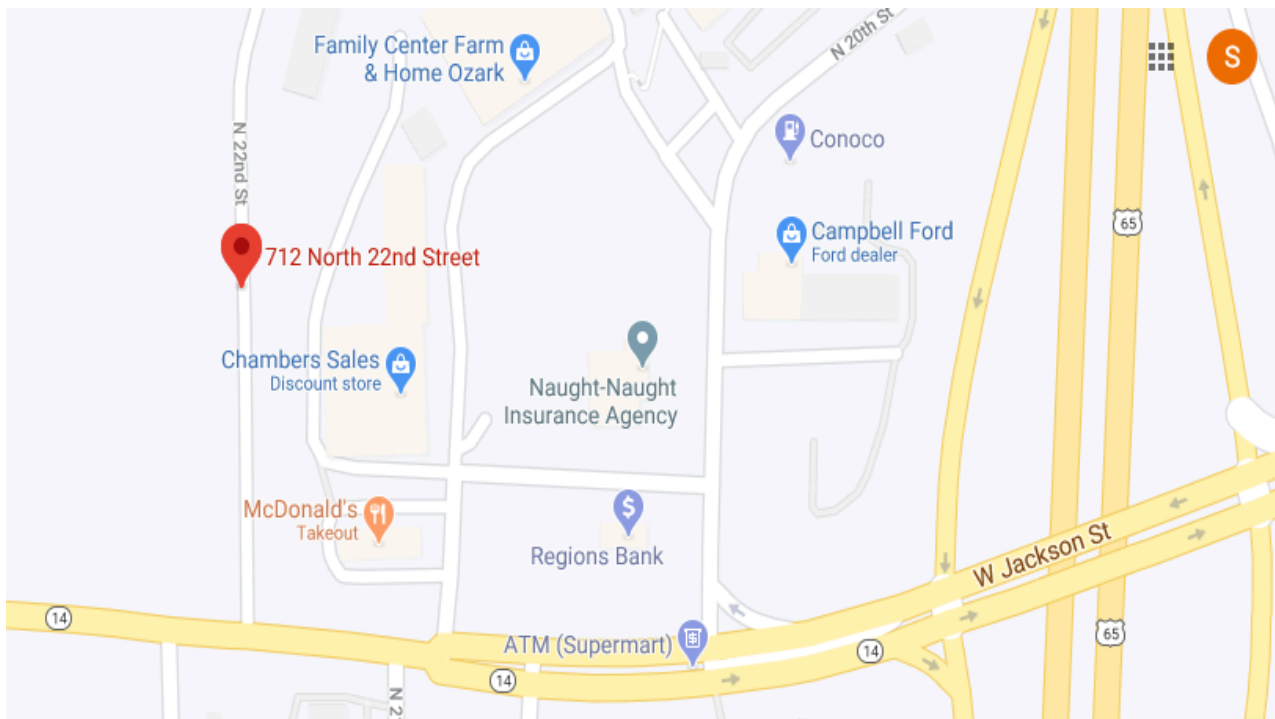 Family Center Farm
& Home Ozark
N 20th St
S
N 22nd St
Conoco
65
Campbell Ford
Ford dealer
712 North 22nd Street
Chambers Sales
Discount store
Naught-Naught
Insurance Agency
McDonald's
Takeout
$
Regions Bank
W Jackson St
14
65
ATM (Supermart)
$
14
14